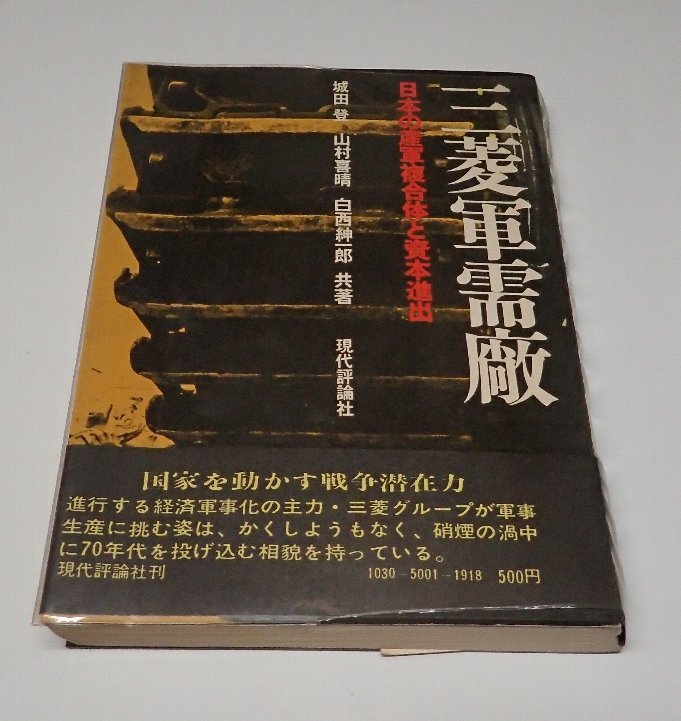 三菱軍需廠
日本の産軍複合体と資本進出
城田 登 山村喜晴 白西紳一郎 共著 現代評論社
国家を動かす戦争潜在力
進行する経済軍事化の主力・三菱グループが軍事
生産に挑む姿は、かくしようもなく、硝煙の渦中
に70年代を投げ込む相貌を持っている。
現代評論社刊 1030-5001-1918 500円